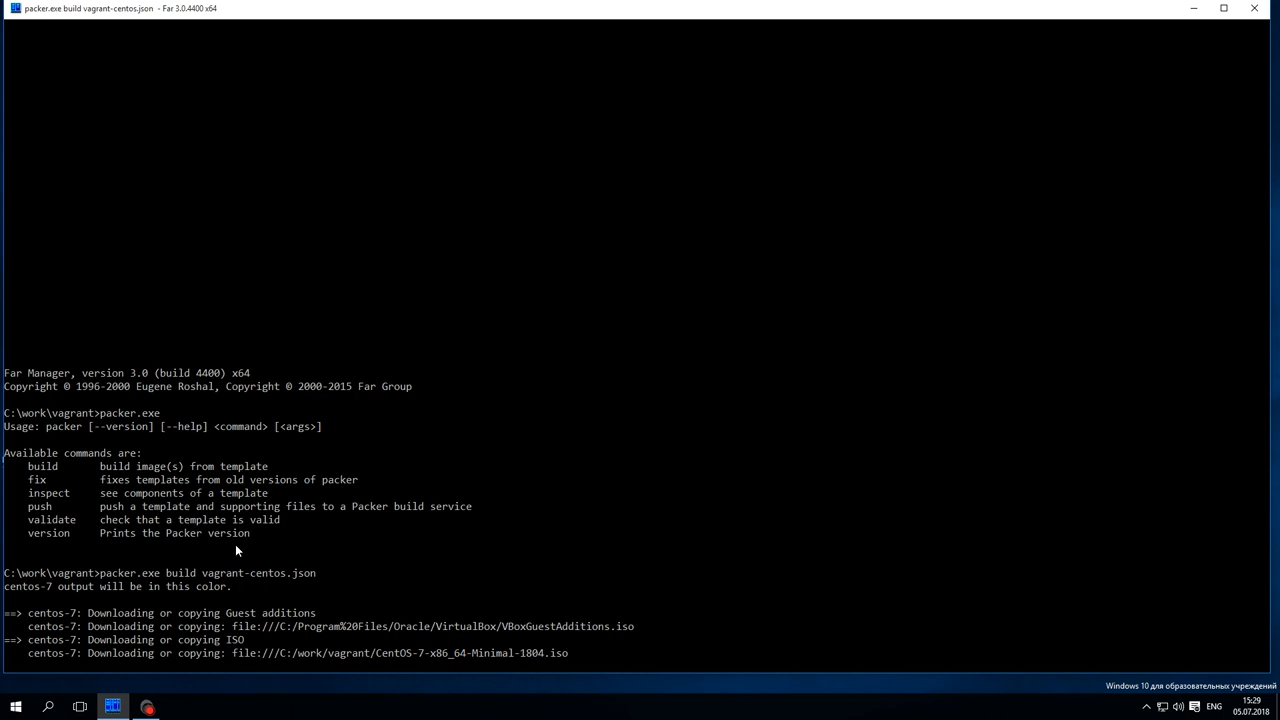 packer.exe build vagrant-centos.json - Far 3.0.4400 x64
Far Manager, version 3.0 (build 4400) x64
Copyright © 1996-2000 Eugene Roshal, Copyright © 2000-2015 Far Group
C:\work\vagrant>packer.exe
Usage: packer [--version] [--help] <command> [<args>]
Available commands are:
build build image(s) from template
fix fixes templates from old versions of packer
inspect see components of a template
push push a template and supporting files to a Packer build service
validate check that a template is valid
version Prints the Packer version
C:\work\vagrant>packer.exe build vagrant-centos.json
centos-7 output will be in this color.
==> centos-7: Downloading or copying Guest additions
centos-7: Downloading or copying: file:///C:/Program%20Files/Oracle/VirtualBox/VBoxGuestAdditions.iso
==> centos-7: Downloading or copying ISO
centos-7: Downloading or copying: file:///C:/work/vagrant/CentOS-7-x86_64-Minimal-1804.iso
Windows 10 для образовательных учреждений
ENG
15:29
05.07.2018